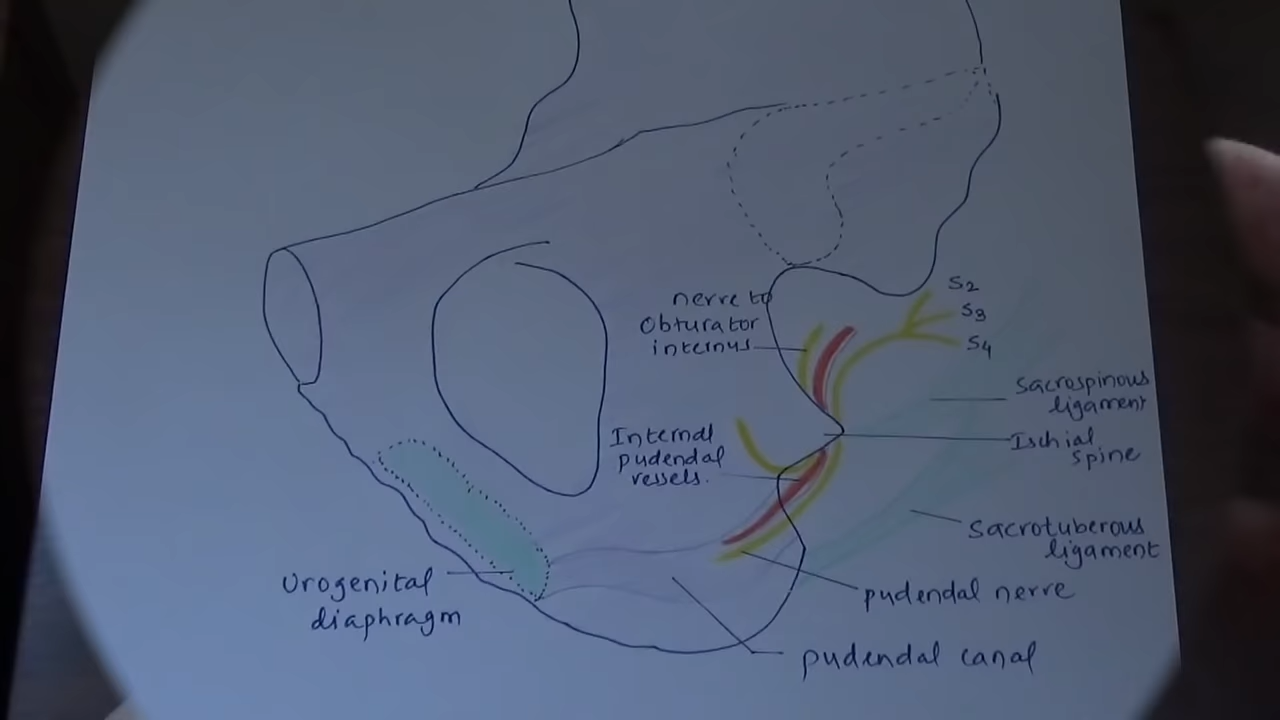 nerve to
Obturator
internus
S2
S3
S4
Sacrospinous
ligament
Ischial
spine
Internal
pudendal
vessels.
Sacrotuberous
ligament
Urogenital
diaphragm
pudendal nerve
pudendal canal